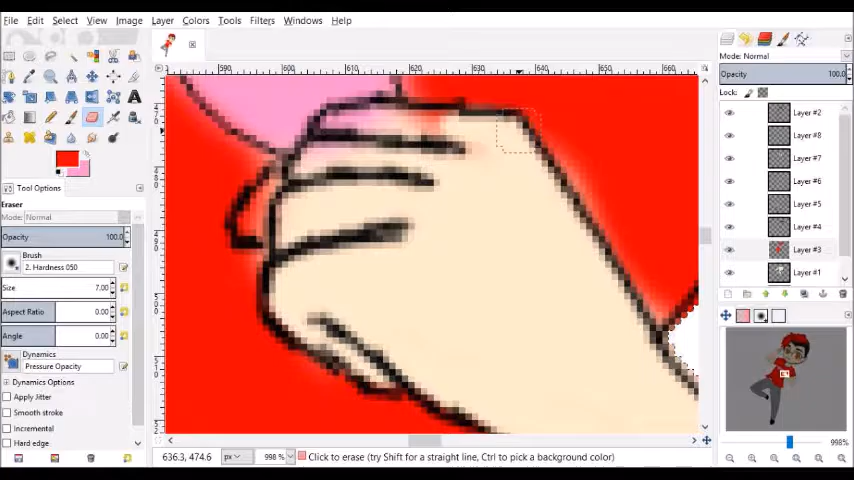 File Edit Select View Image Layer Colors Tools Filters Windows Help
590 600 610 620 630 640 650 660
Tool Options
Eraser
Mode: Normal
Opacity 100.0
Brush
2. Hardness 050
Size 7.00
Aspect Ratio 0.00
Angle 0.00
Dynamics
Pressure Opacity
Dynamics Options
Apply Jitter
Smooth stroke
Incremental
Hard edge
636.3, 474.6 px 998 % Click to erase (try Shift for a straight line, Ctrl to pick a background color)
Mode: Normal
Opacity 100.0
Lock:
Layer #2
Layer #8
Layer #7
Layer #6
Layer #5
Layer #4
Layer #3
Layer #1
998%